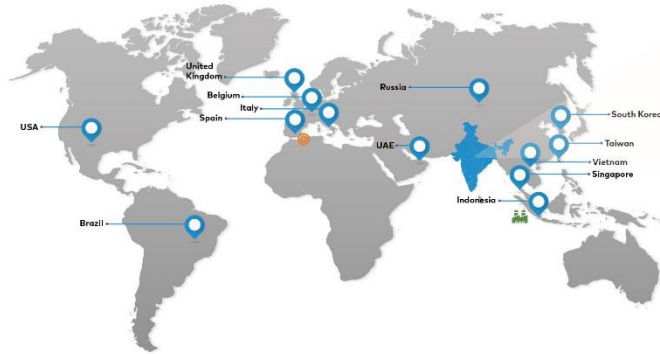 United
Kingdom
Belgium
Italy
Spain
USA
Russia
UAE
South Korea
Taiwan
Vietnam
Singapore
Indonesia
Brazil